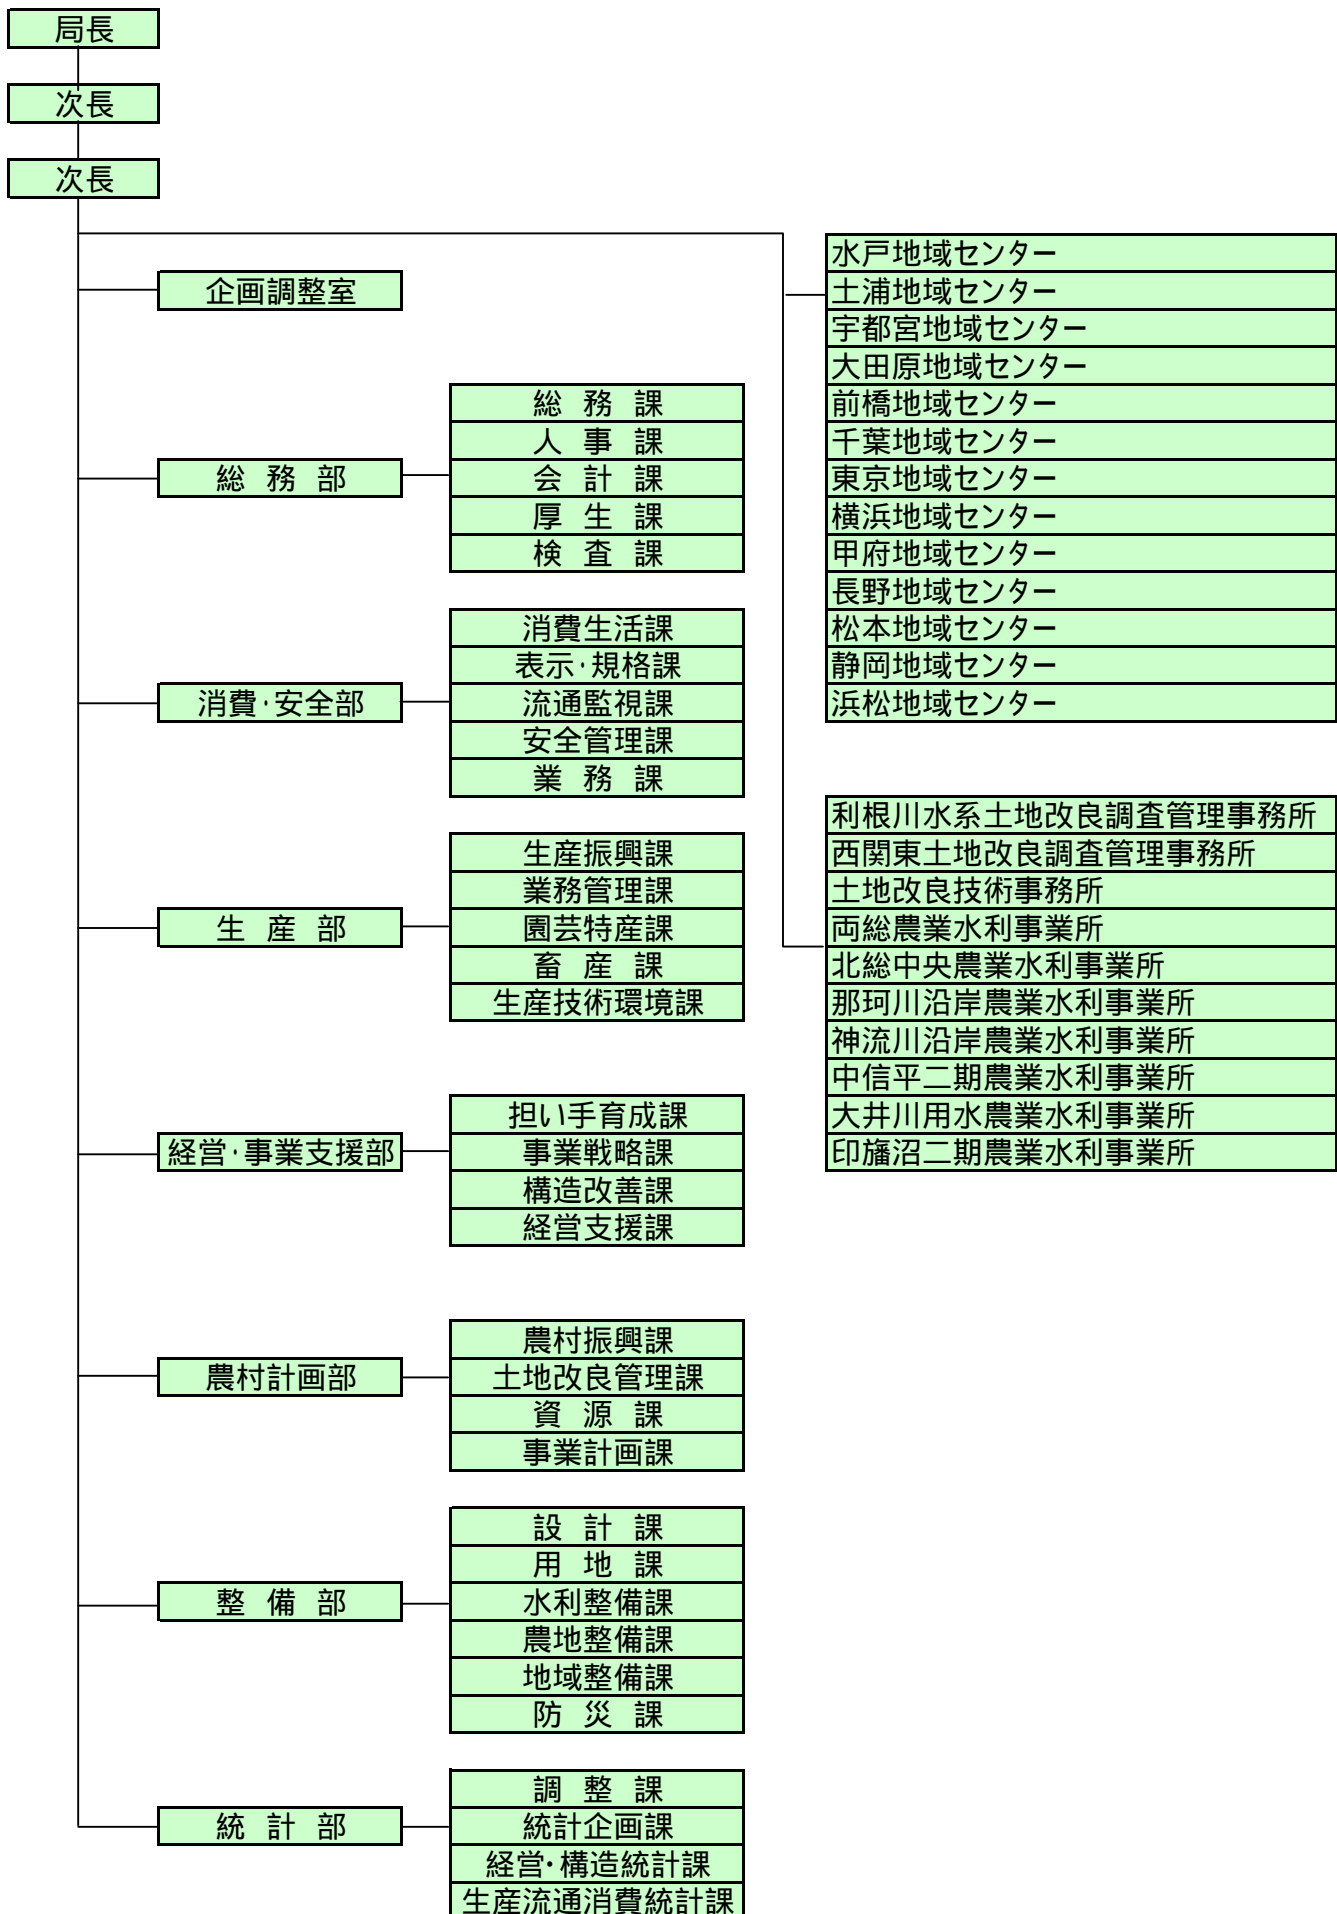 局長
次長
次長
企画調整室
総務部
総務課
人事課
会計課
厚生課
検査課
消費・安全部
消費生活課
表示・規格課
流通監視課
安全管理課
業務課
生産部
生産振興課
業務管理課
園芸特産課
畜産課
生産技術環境課
経営・事業支援部
担い手育成課
事業戦略課
構造改善課
経営支援課
農村計画部
農村振興課
土地改良管理課
資源課
事業計画課
整備部
設計課
用地課
水利整備課
農地整備課
地域整備課
防災課
統計部
調整課
統計企画課
経営・構造統計課
生産流通消費統計課
水戸地域センター
土浦地域センター
宇都宮地域センター
大田原地域センター
前橋地域センター
千葉地域センター
東京地域センター
横浜地域センター
甲府地域センター
長野地域センター
松本地域センター
静岡地域センター
浜松地域センター
利根川水系土地改良調査管理事務所
西関東土地改良調査管理事務所
土地改良技術事務所
両総農業水利事業所
北総中央農業水利事業所
那珂川沿岸農業水利事業所
神流川沿岸農業水利事業所
中信平二期農業水利事業所
大井川用水農業水利事業所
印旛沼二期農業水利事業所